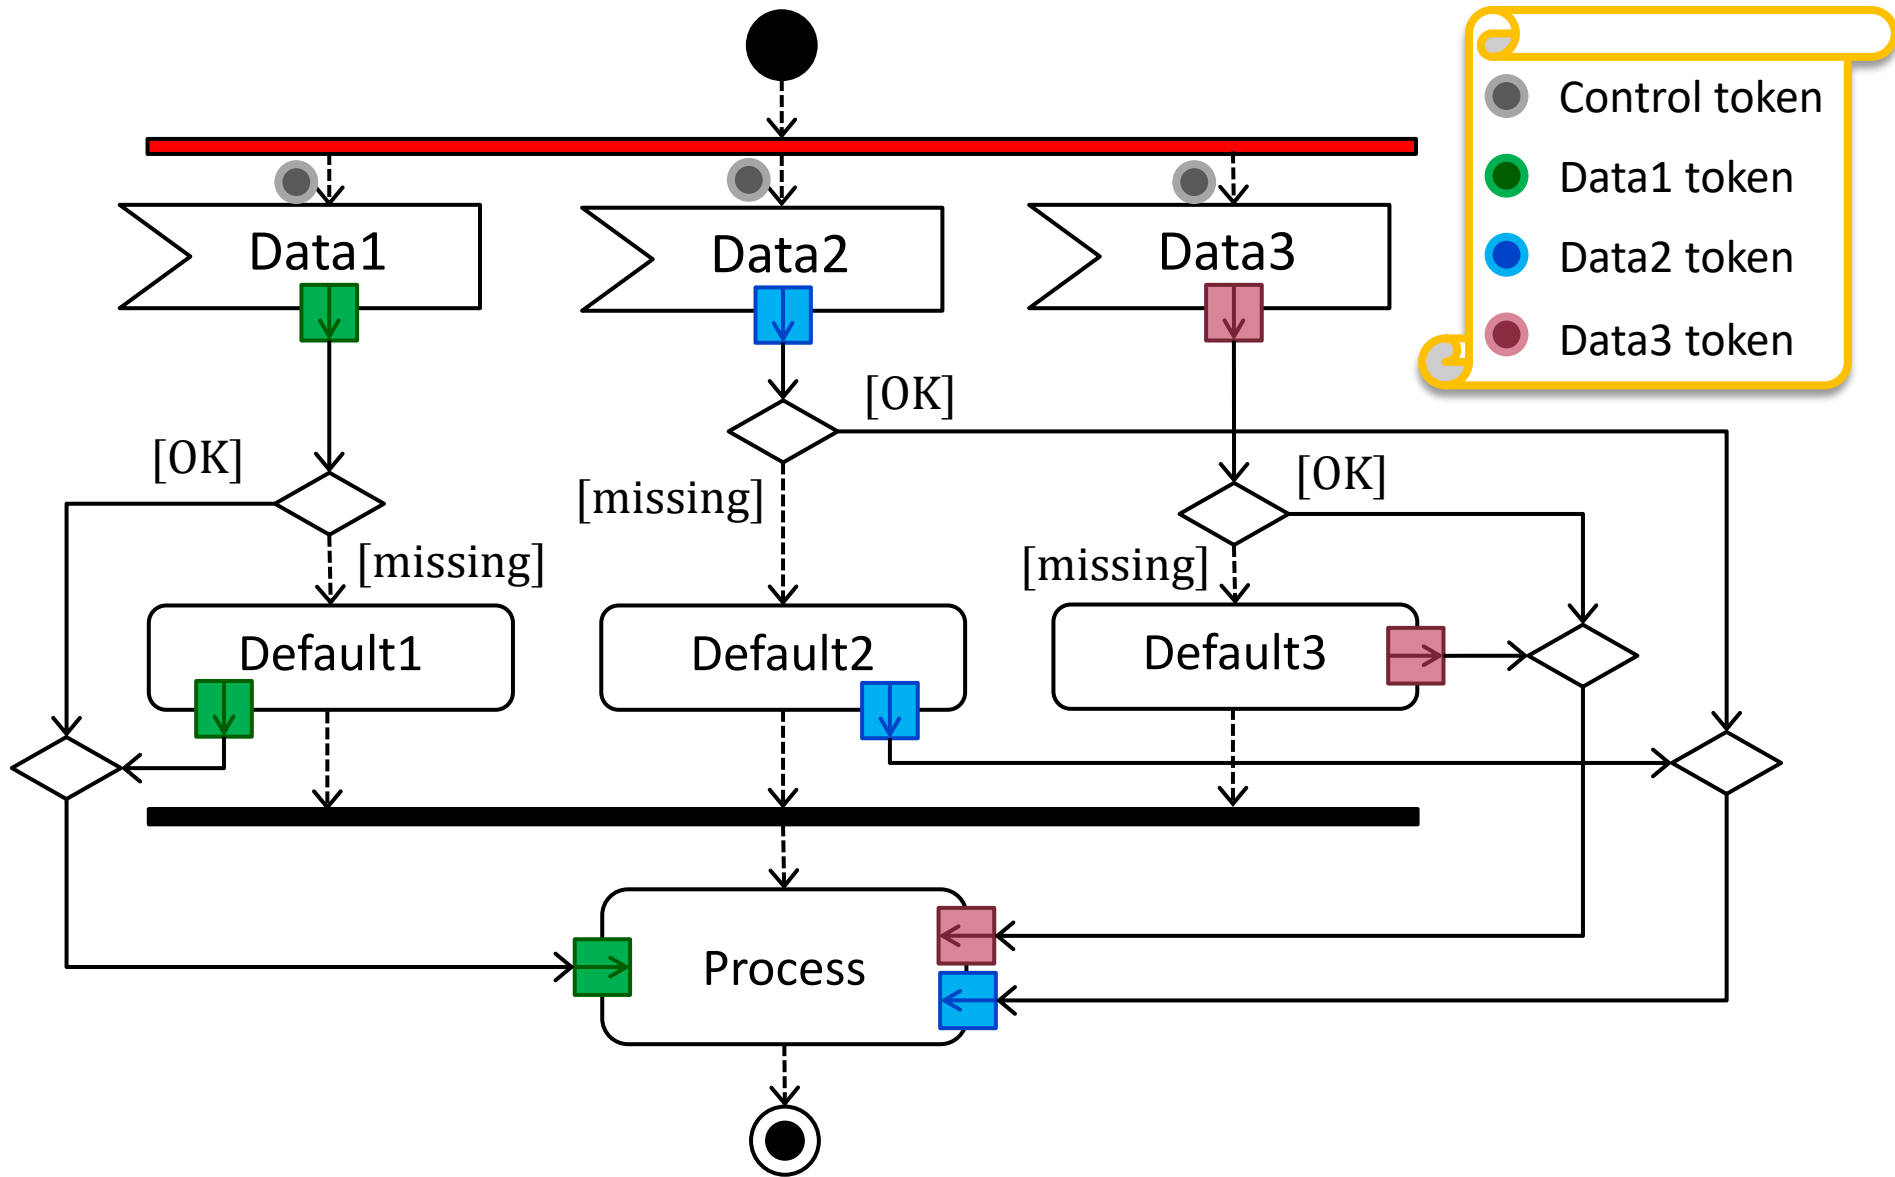 Control token
Data1 token
Data2 token
Data3 token
Data1
Data2
Data3
[OK]
[OK]
[OK]
[missing]
[missing]
[missing]
Default1
Default2
Default3
Process